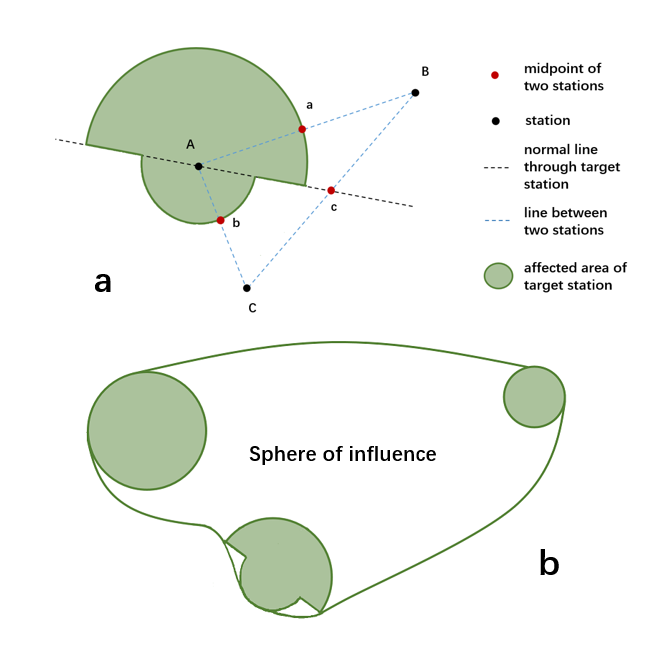 B
a
A
b
c
C
a
midpoint of
two stations
station
normal line
through target
station
line between
two stations
affected area of
target station
Sphere of influence
b